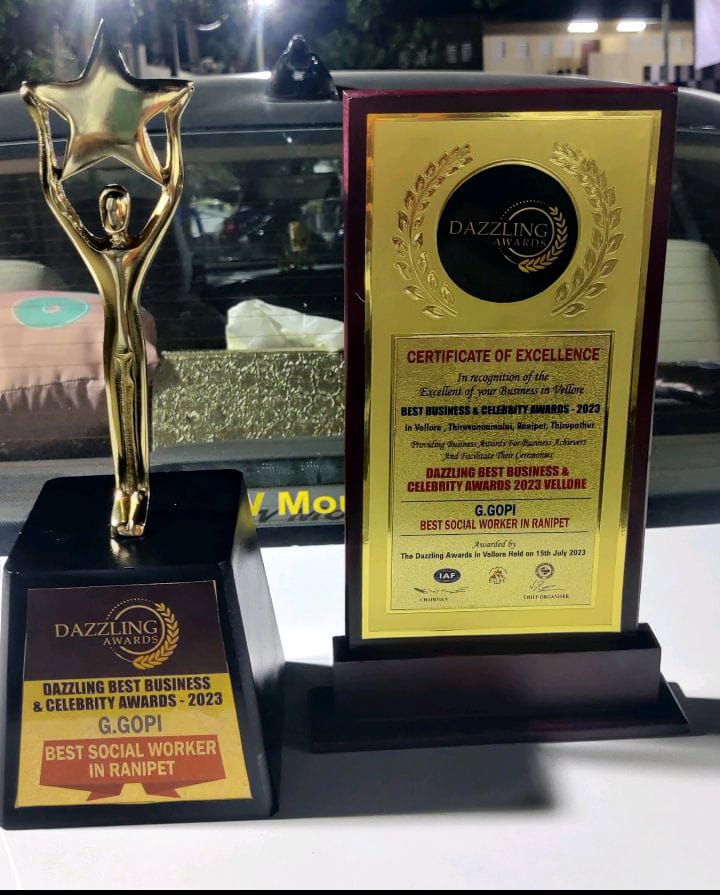 DAZZLING
AWARDS
CERTIFICATE OF EXCELLENCE
In recognition of the
Excellent of your Business in Vellore
BEST BUSINESS & CELEBRITY AWARDS - 2023
In Vellore , Thiruvannamalai, Ranipet, Thirupathur
Providing Business Awards For Business Achievers
And Facilitate Their Ceremonies
DAZZLING BEST BUSINESS &
CELEBRITY AWARDS 2023 VELLORE
G.GOPI
BEST SOCIAL WORKER IN RANIPET
Awarded by
The Dazzling Awards in Vellore Held on 15th July 2023
IAF
CHAIRMAN
CHIEF ORGANISER
DAZZLING
AWARDS
DAZZLING BEST BUSINESS
& CELEBRITY AWARDS - 2023
G.GOPI
BEST SOCIAL WORKER
IN RANIPET